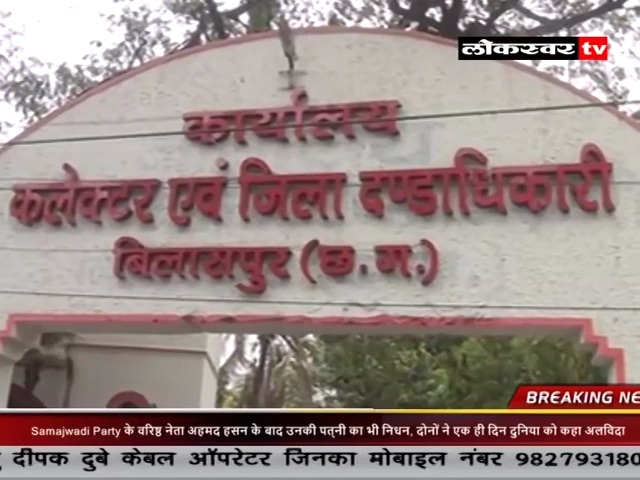 लोकस्वर tv
कार्यालय
कलेक्टर एवं जिला दण्डाधिकारी
बिलासपुर (छ.ग.)
BREAKING NE
Samajwadi Party के वरिष्ठ नेता अहमद हसन के बाद उनकी पत्नी का भी निधन, दोनों ने एक ही दिन दुनिया को कहा अलविदा
दीपक दुबे केबल ऑपरेटर जिनका मोबाइल नंबर 982793180